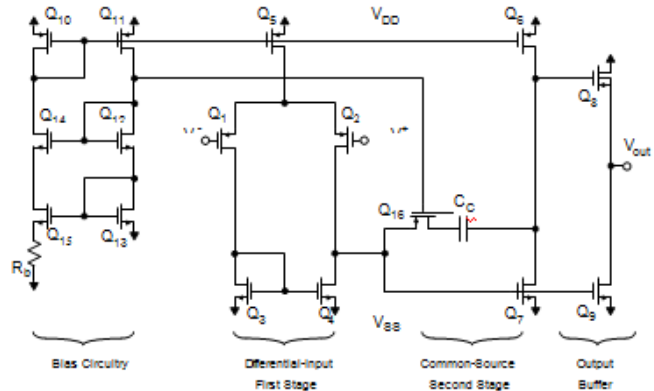 Q10
Q11
Q5
VDD
Q6
Q8
Q14
Q12
Q1
Q2
V-
V+
Vout
Q16
CC
Q15
Q13
Rb
Q3
Q4
VSS
Q7
Q9
Bias Circuitry
Differential-Input
First Stage
Common-Source
Second Stage
Output
Buffer